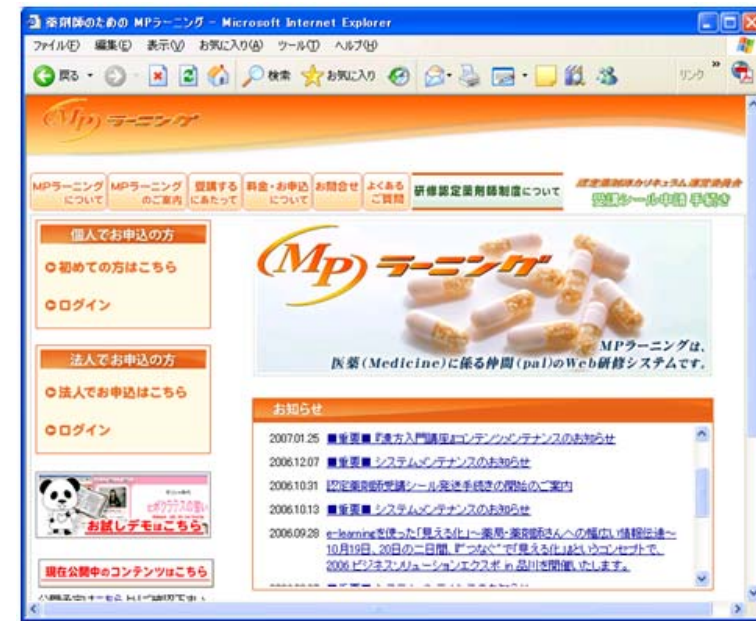 薬剤師のための MPラーニング - Microsoft Internet Explorer
ファイル(F) 編集(E) 表示(V) お気に入り(A) ツール(T) ヘルプ(H)
戻る 検索 お気に入り リンク »
Mp ラーニング
MPラーニングについて
MPラーニングのご案内
受講するにあたって
料金・お申込について
お問合せ
よくあるご質問
研修認定薬剤師制度について
認定薬剤師カリキュラム運営委員会
受講シール申請 手続き
個人でお申込の方
初めての方はこちら
ログイン
法人でお申込の方
法人でお申込はこちら
ログイン
お試しデモはこちら
現在公開中のコンテンツはこちら
Mp ラーニング
MPラーニングは、
医薬(Medicine)に係る仲間(pal)のWeb研修システムです。
お知らせ
2007.01.25 ■重要■『漢方入門講座』コンテンツメンテナンスのお知らせ
2006.12.07 ■重要■ システムメンテナンスのお知らせ
2006.10.31 認定薬剤師受講シール発送手続きの開始のご案内
2006.10.13 ■重要■ システムメンテナンスのお知らせ
2006.09.28 e-learningを使った「見える化」~薬局・薬剤師さんへの幅広い情報伝達~
10月19日、20日の二日間、『"つなぐ"で「見える化」』というコンセプトで、
2006 ビジネスソリューションエクスポ in 品川を開催いたします。